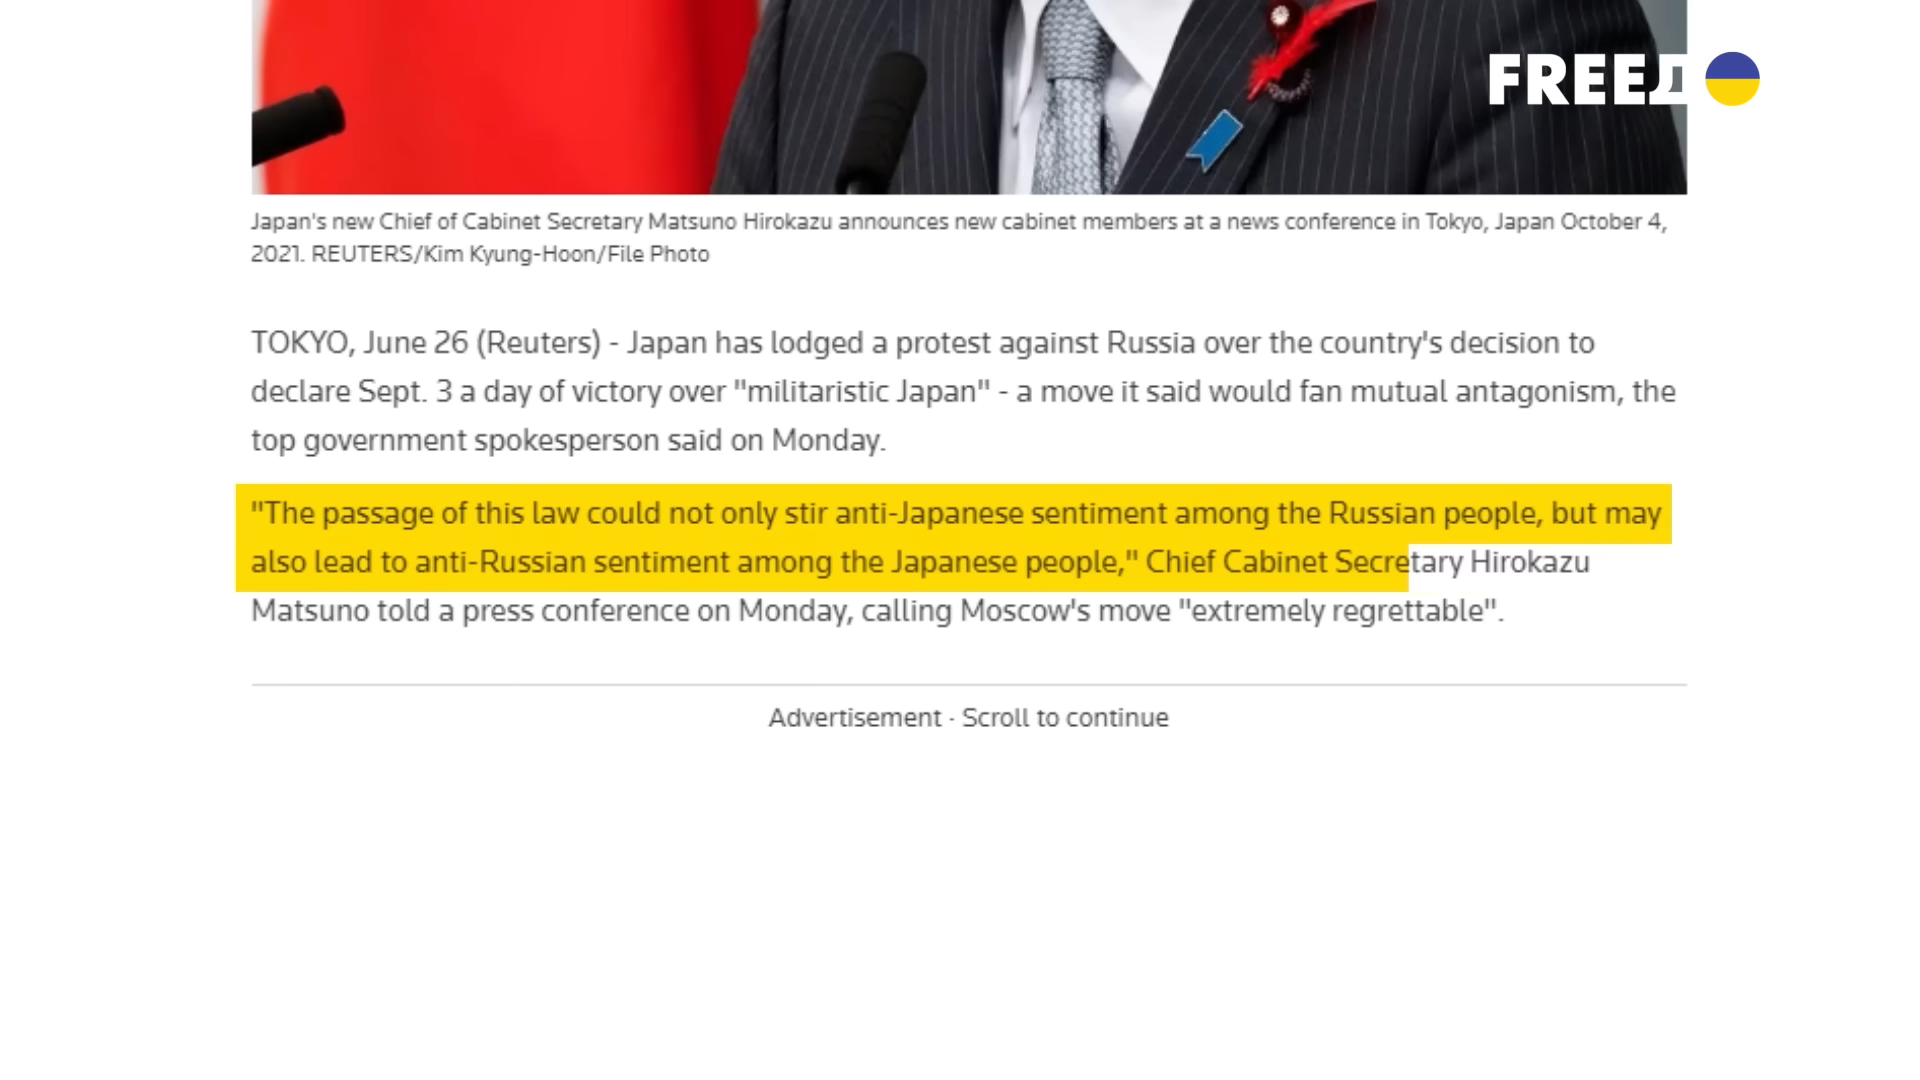 FREEД
Japan's new Chief of Cabinet Secretary Matsuno Hirokazu announces new cabinet members at a news conference in Tokyo, Japan October 4,
2021. REUTERS/Kim Kyung-Hoon/File Photo
TOKYO, June 26 (Reuters) - Japan has lodged a protest against Russia over the country's decision to
declare Sept. 3 a day of victory over "militaristic Japan" - a move it said would fan mutual antagonism, the
top government spokesperson said on Monday.
"The passage of this law could not only stir anti-Japanese sentiment among the Russian people, but may
also lead to anti-Russian sentiment among the Japanese people," Chief Cabinet Secretary Hirokazu
Matsuno told a press conference on Monday, calling Moscow's move "extremely regrettable".
Advertisement · Scroll to continue